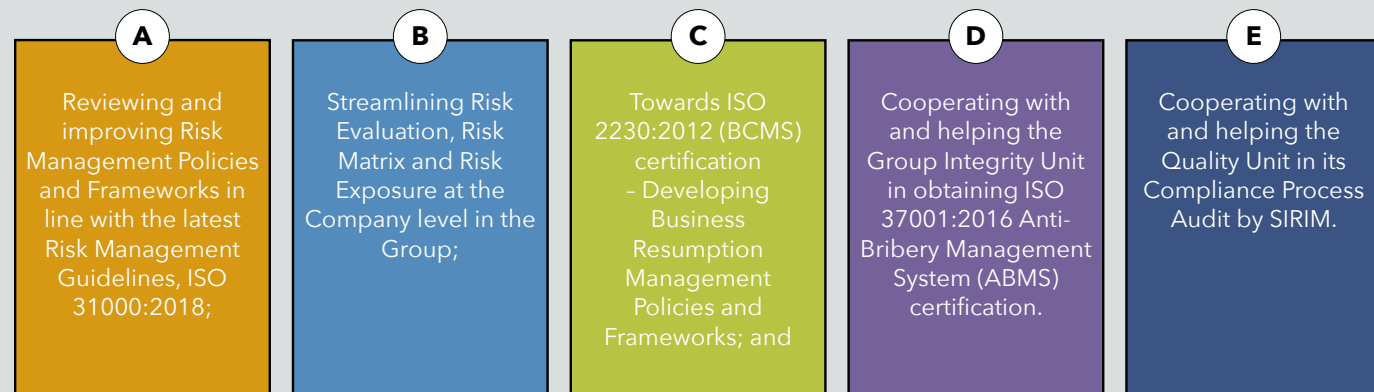 A
Reviewing and
improving Risk
Management Policies
and Frameworks in
line with the latest
Risk Management
Guidelines, ISO
31000:2018;
B
Streamlining Risk
Evaluation, Risk
Matrix and Risk
Exposure at the
Company level in the
Group;
C
Towards ISO
2230:2012 (BCMS)
certification
– Developing
Business
Resumption
Management
Policies and
Frameworks; and
D
Cooperating with
and helping the
Group Integrity Unit
in obtaining ISO
37001:2016 Anti-
Bribery Management
System (ABMS)
certification.
E
Cooperating with
and helping the
Quality Unit in its
Compliance Process
Audit by SIRIM.